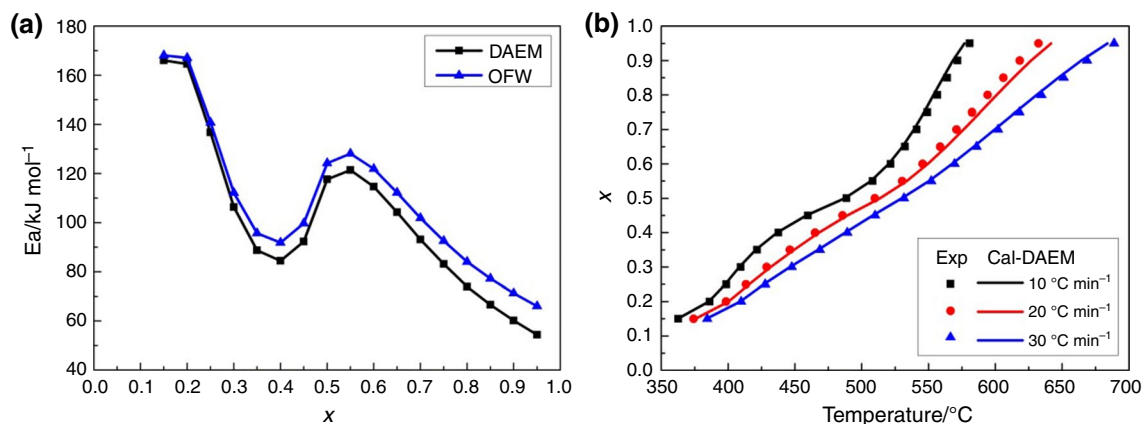 (a)
180
160
140
120
100
80
60
40
Ea/kJ mol−1
DAEM
OFW
0.0 0.1 0.2 0.3 0.4 0.5 0.6 0.7 0.8 0.9 1.0
x
(b)
1.0
0.9
0.8
0.7
0.6
0.5
0.4
0.3
0.2
0.1
0.0
x
Exp Cal-DAEM
10 °C min−1
20 °C min−1
30 °C min−1
350 400 450 500 550 600 650 700
Temperature/°C